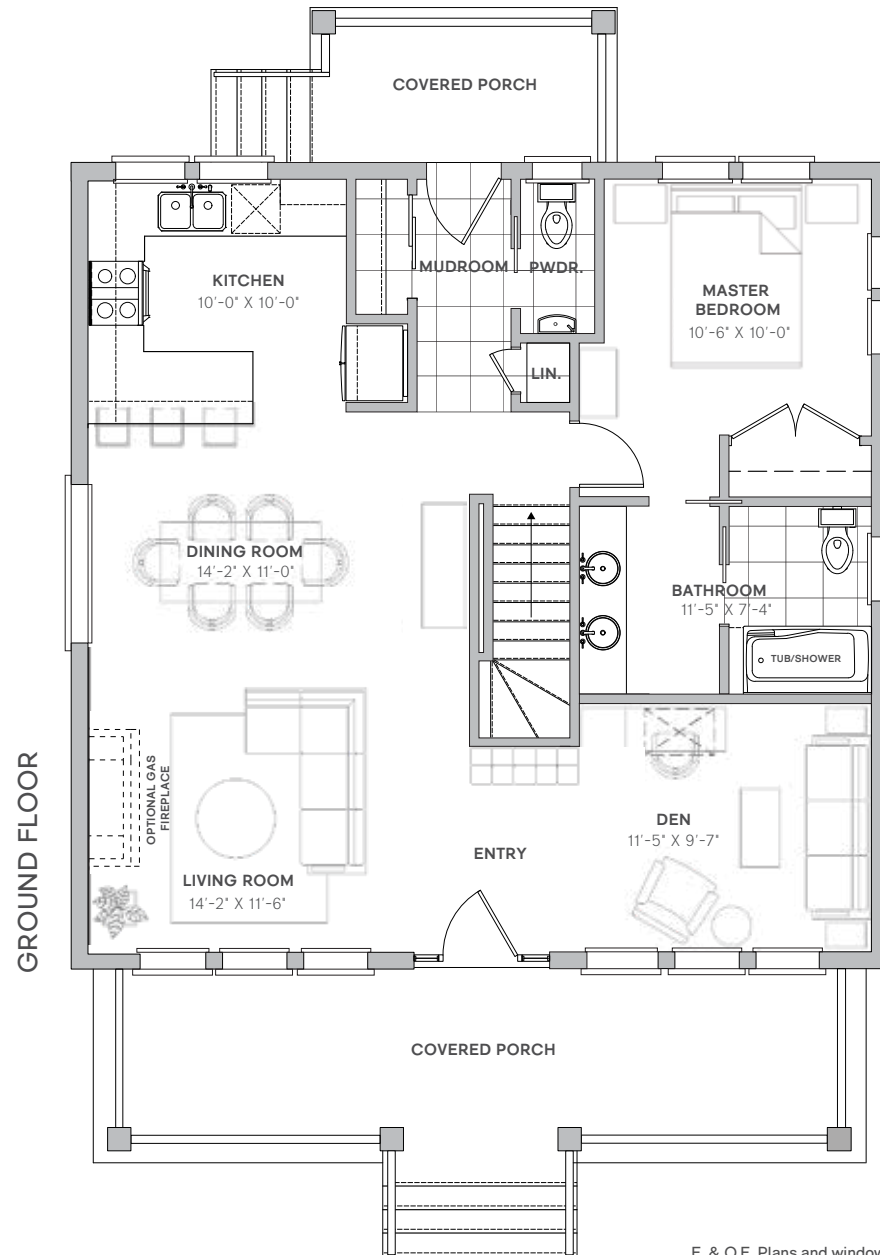 COVERED PORCH
KITCHEN
10'-0" X 10'-0"
MUDROOM
PWDR.
MASTER
BEDROOM
10'-6" X 10'-0"
LIN.
DINING ROOM
14'-2" X 11'-0"
BATHROOM
11'-5" X 7'-4"
TUB/SHOWER
GROUND FLOOR
OPTIONAL GAS
FIREPLACE
LIVING ROOM
14'-2" X 11'-6"
ENTRY
DEN
11'-5" X 9'-7"
COVERED PORCH
E. & O.E. Plans and window